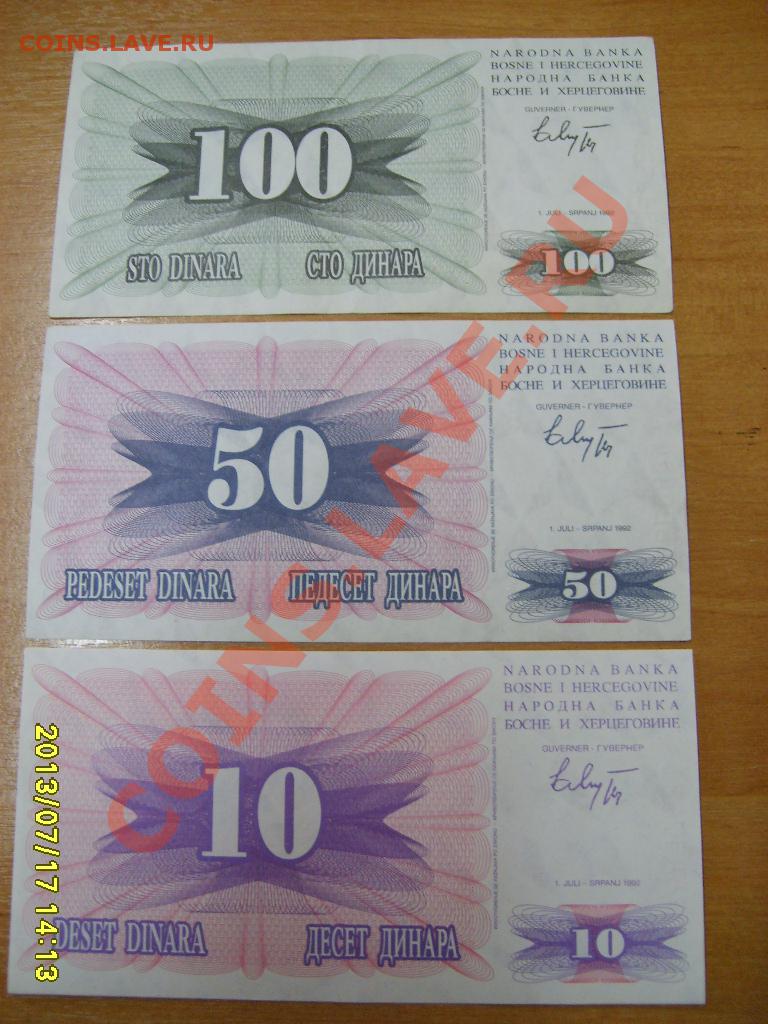 COINS.LAVE.RU
NARODNA BANKA
BOSNE I HERCEGOVINE
НАРОДНА БАНКА
БОСНЕ И ХЕРЦЕГОВИНЕ
GUVERNER - ГУВЕРНЕР
100
1. JULI - SRPANJ 1992
STO DINARA
СТО ДИНАРА
100
NARODNA BANKA
BOSNE I HERCEGOVINE
НАРОДНА БАНКА
БОСНЕ И ХЕРЦЕГОВИНЕ
GUVERNER - ГУВЕРНЕР
50
1. JULI - SRPANJ 1992
PEDESET DINARA
ПЕДЕСЕТ ДИНАРА
50
NARODNA BANKA
BOSNE I HERCEGOVINE
НАРОДНА БАНКА
БОСНЕ И ХЕРЦЕГОВИНЕ
GUVERNER - ГУВЕРНЕР
10
1. JULI - SRPANJ 1992
DESET DINARA
ДЕСЕТ ДИНАРА
10
COINS.LAVE.RU
2013/07/17 14:13